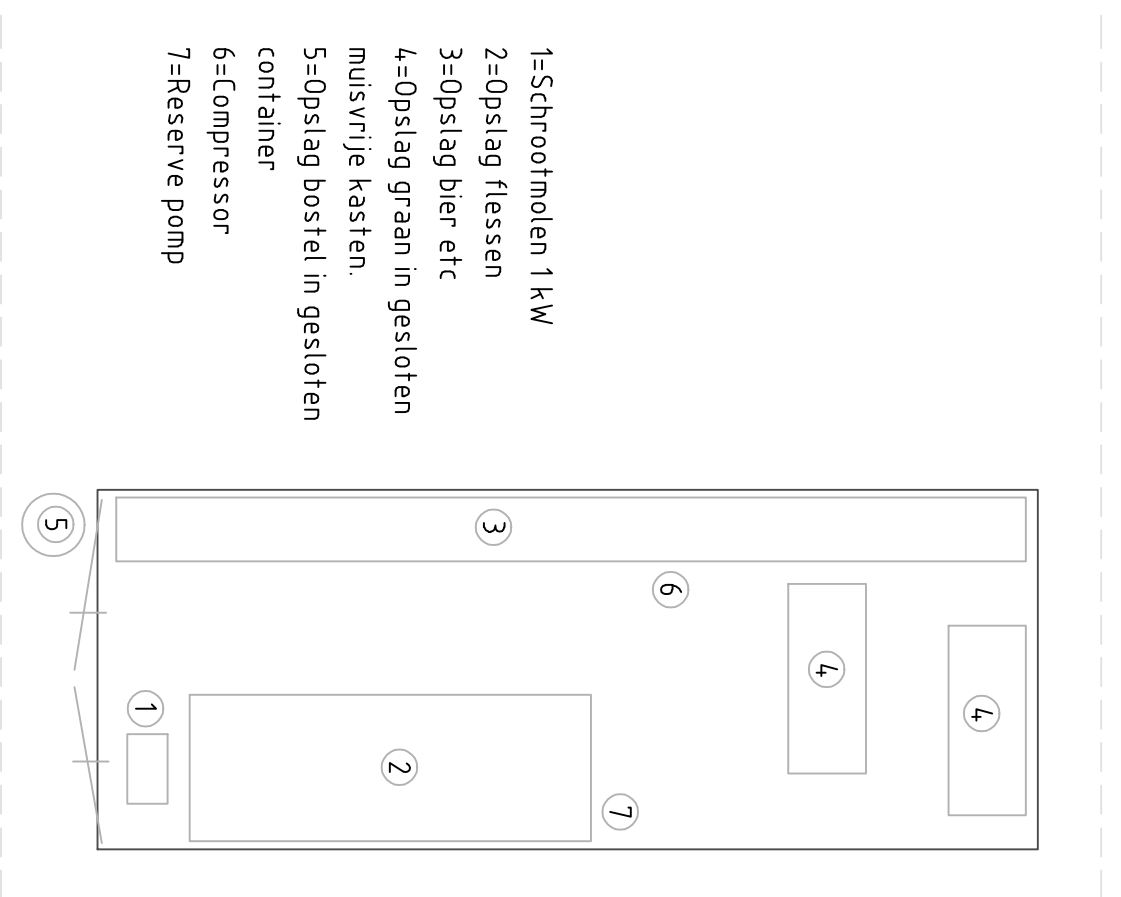 1=Schrootmolen 1 kW
2=Opslag flessen
3=Opslag bier etc
4=Opslag graan in gesloten
muisvrije kasten.
5=Opslag bostel in gesloten
container
6=Compressor
7=Reserve pomp
4
4
7
6
3
2
1
5